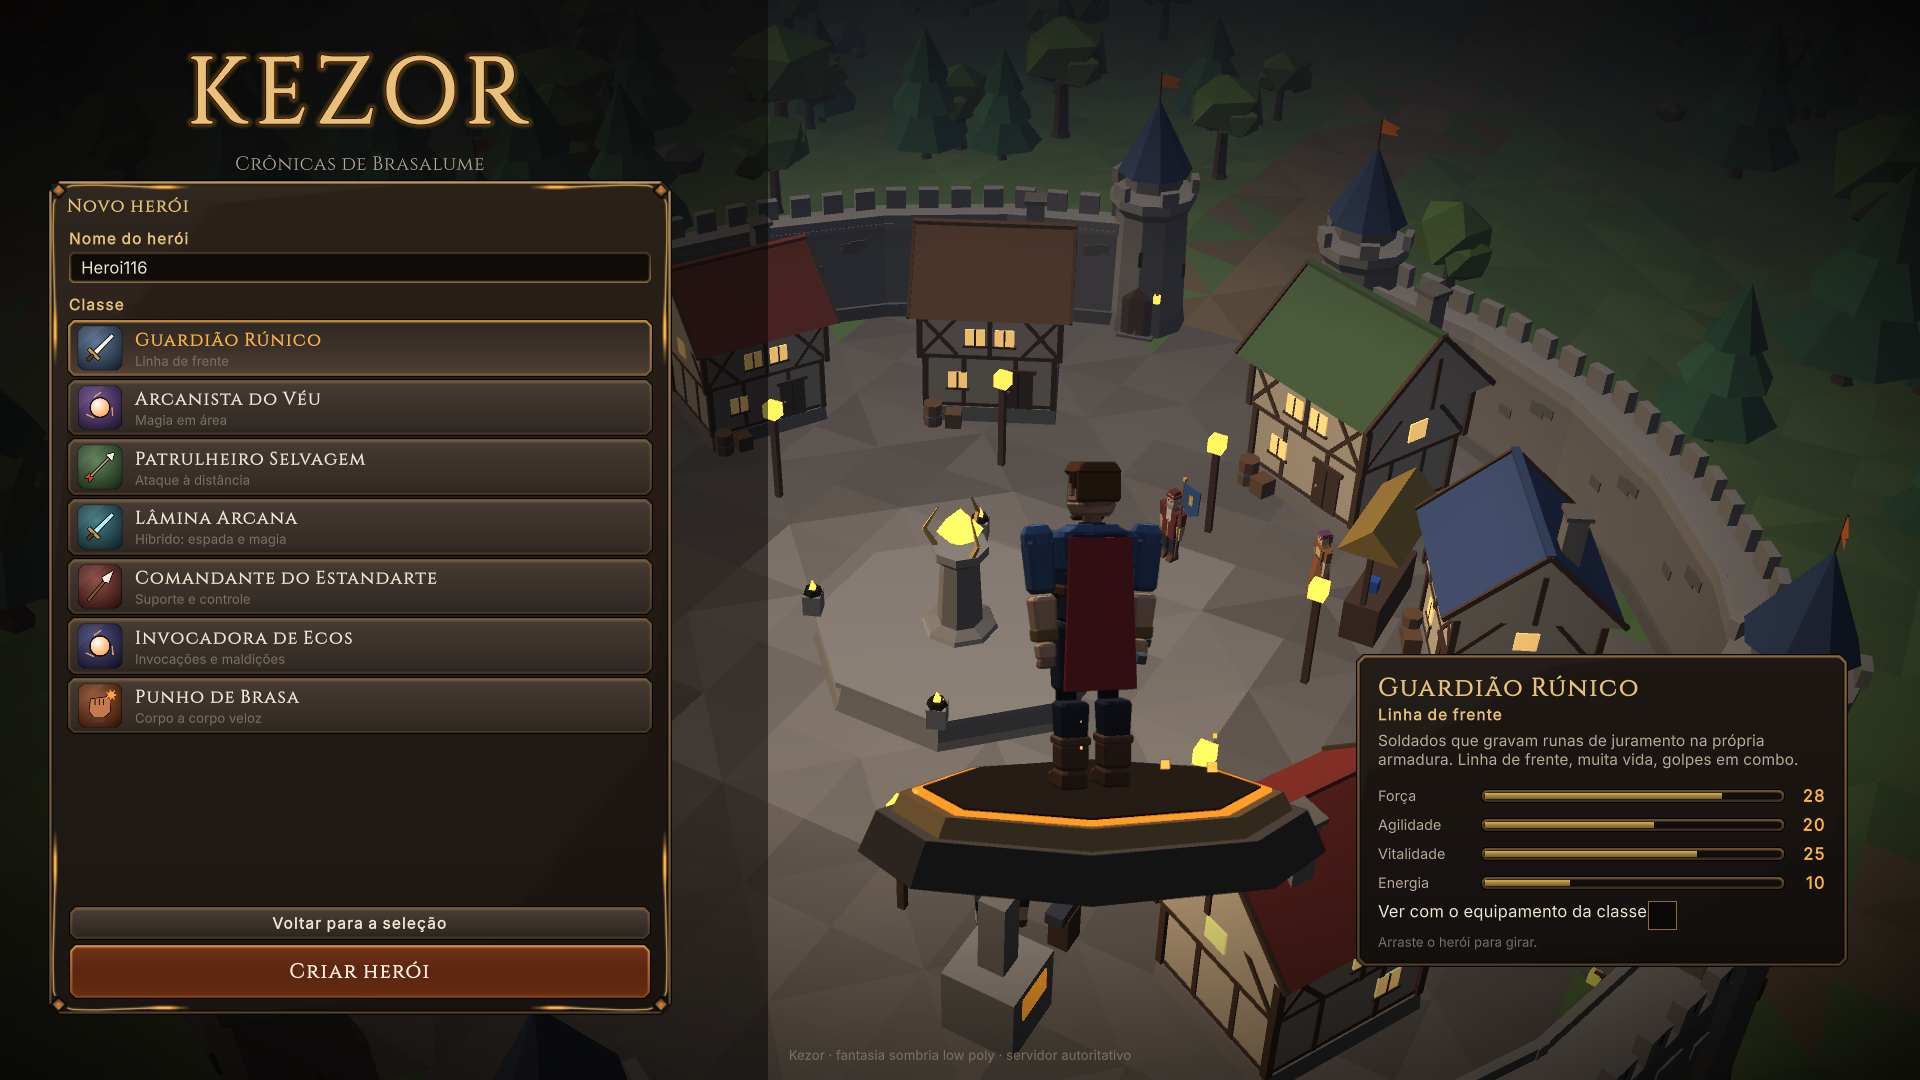 KEZOR
Crônicas de Brasalume
Novo herói
Nome do herói
Heroi116
Classe
Guardião Rúnico
Linha de frente
Arcanista do Véu
Magia em área
Patrulheiro Selvagem
Ataque à distância
Lâmina Arcana
Híbrido: espada e magia
Comandante do Estandarte
Suporte e controle
Invocadora de Ecos
Invocações e maldições
Punho de Brasa
Corpo a corpo veloz
Voltar para a seleção
Criar herói
Guardião Rúnico
Linha de frente
Soldados que gravam runas de juramento na própria
armadura. Linha de frente, muita vida, golpes em combo.
Força 28
Agilidade 20
Vitalidade 25
Energia 10
Ver com o equipamento da classe
Arraste o herói para girar.
Kezor · fantasia sombria low poly · servidor autoritativo